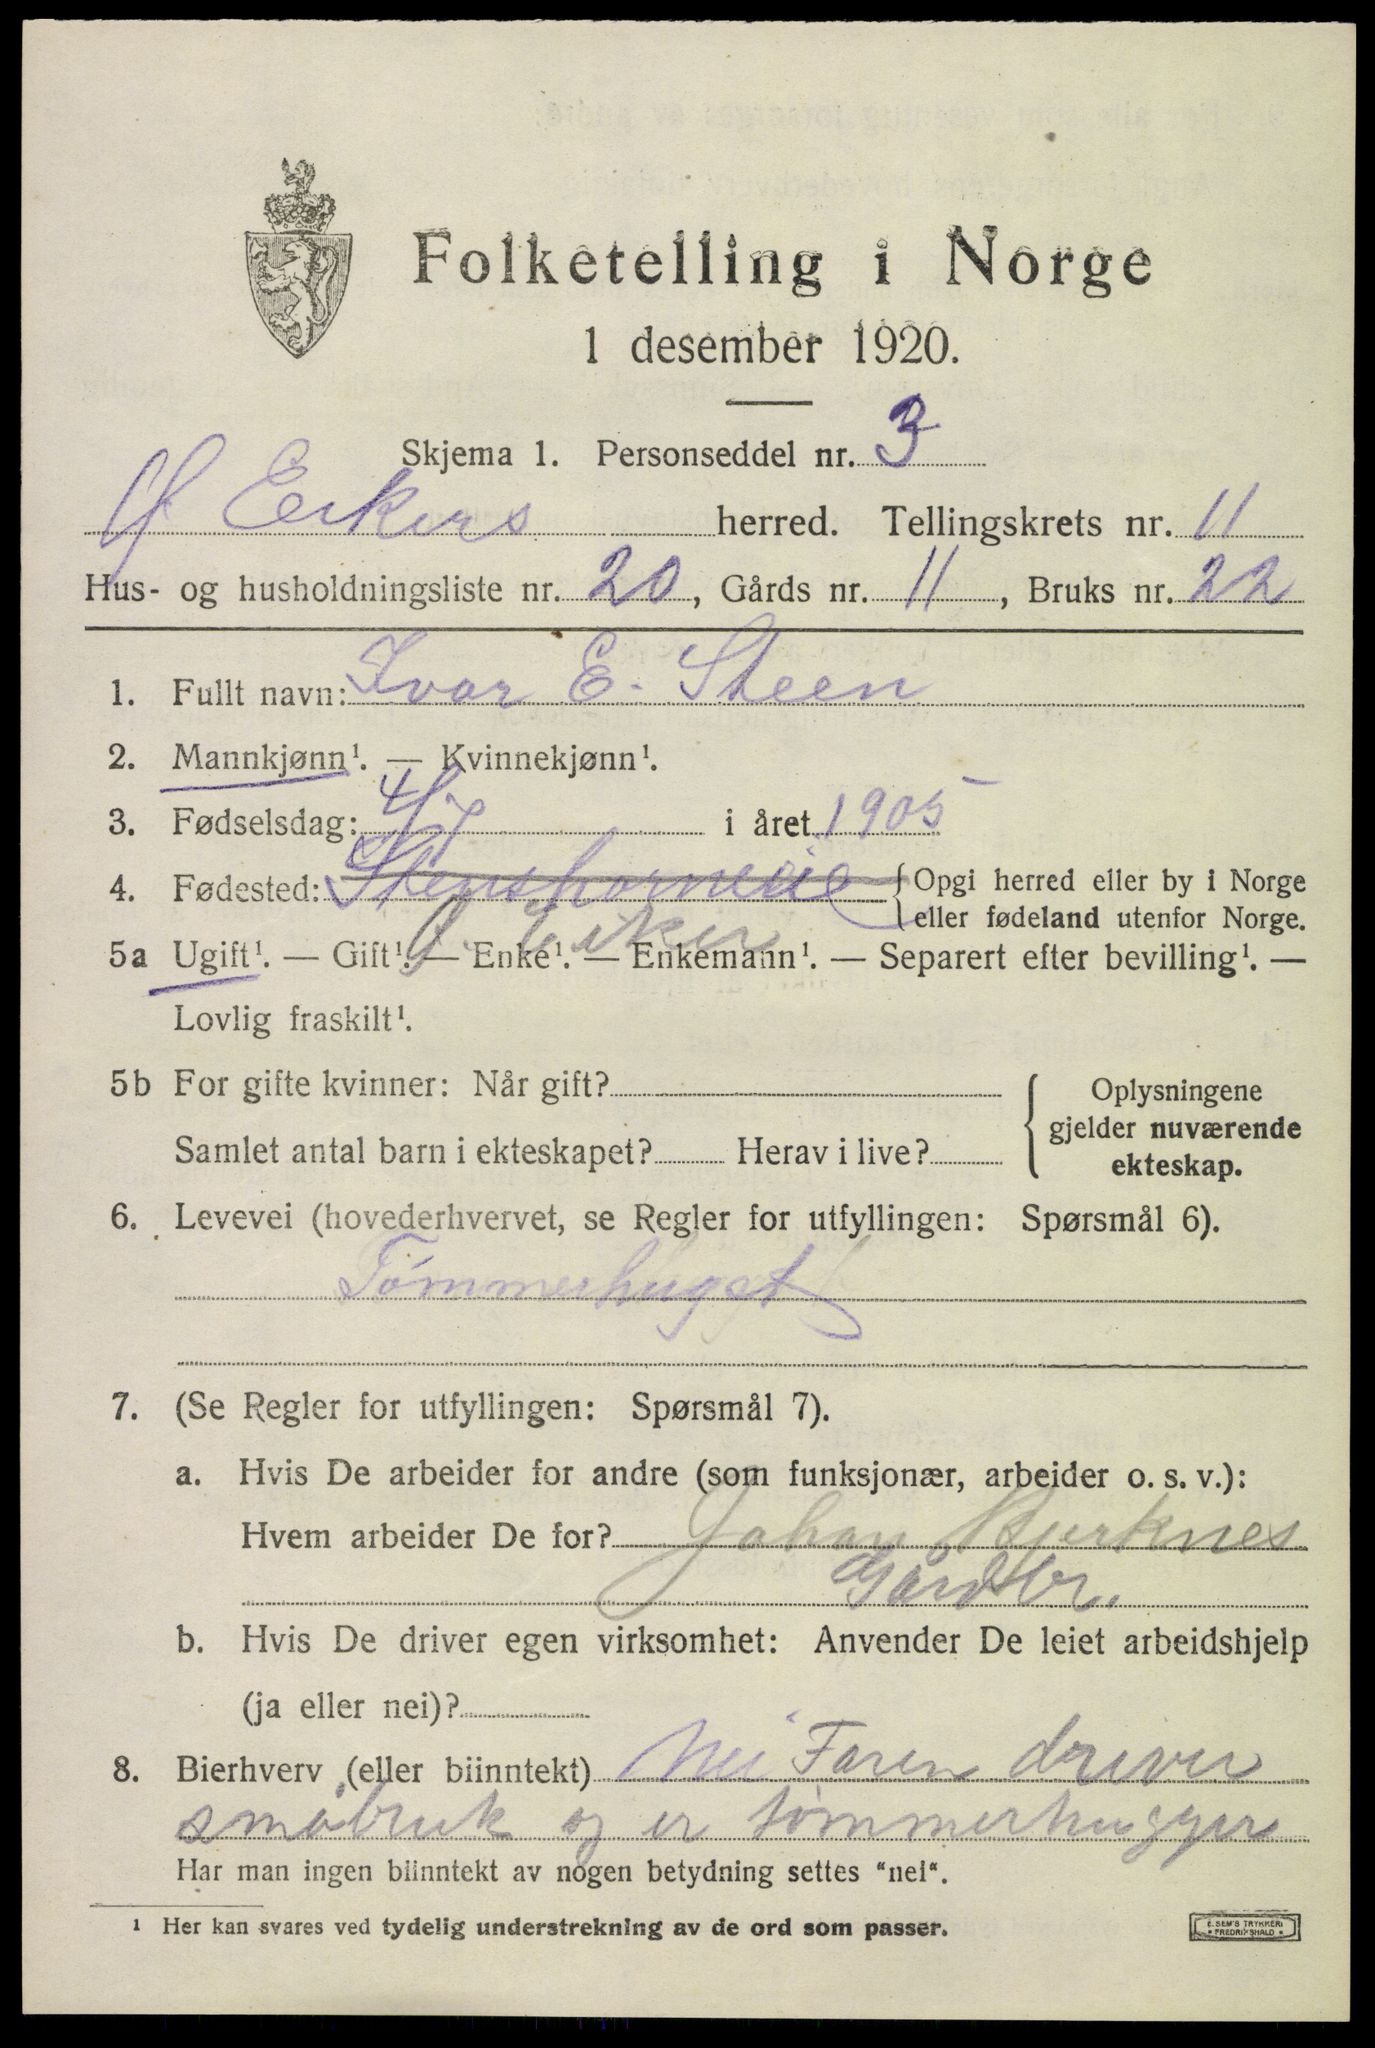 Folketelling i Norge
1 desember 1920.
Skjema 1. Personseddel nr. 3
Eikers herred. Tellingskrets nr. 11
Hus- og husholdningsliste nr. 20, Gårds nr. 11, Bruks nr. 22
1. Fullt navn: Ivar E. Steen
2. Mannkjønn¹. — Kvinnekjønn¹.
3. Fødselsdag: 4/7 i året 1905
4. Fødested: { Opgi herred eller by i Norge
eller fødeland utenfor Norge.
Ø. Eiker
5a Ugift¹. — Gift¹. — Enke¹. — Enkemann¹. — Separert efter bevilling¹. —
Lovlig fraskilt¹.
5b For gifte kvinner: Når gift? { Oplysningene
gjelder nuværende
Samlet antal barn i ekteskapet? Herav i live?
ekteskap.
6. Levevei (hovederhvervet, se Regler for utfyllingen: Spørsmål 6).
Tømmerhugst
7. (Se Regler for utfyllingen: Spørsmål 7).
a. Hvis De arbeider for andre (som funksjonær, arbeider o. s. v.):
Hvem arbeider De for? Johan Bjerknes
Gårdbr.
b. Hvis De driver egen virksomhet: Anvender De leiet arbeidshjelp
(ja eller nei)?
8. Bierhverv (eller biinntekt) Nei Faren driver
småbruk og er tømmerhugger
Har man ingen biinntekt av nogen betydning settes "nei".
¹ Her kan svares ved tydelig understrekning av de ord som passer.
E. SEM'S TRYKKERI
FREDRIKSHALD